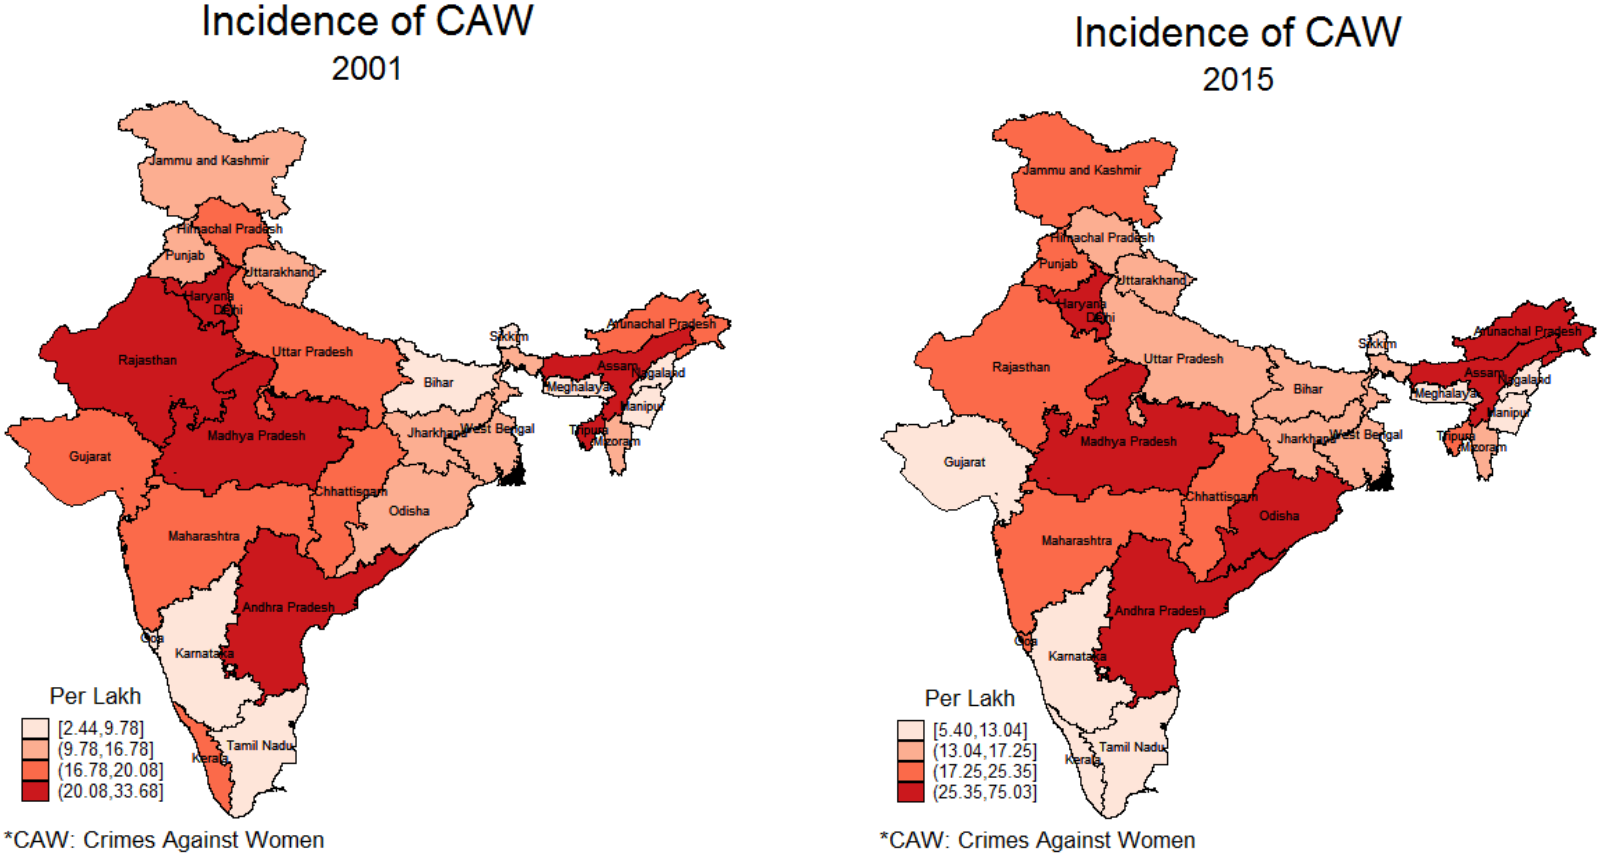 Incidence of CAW
2001
Jammu and Kashmir
Himachal Pradesh
Punjab
Uttarakhand
Haryana
Delhi
Arunachal Pradesh
Sikkim
Rajasthan
Uttar Pradesh
Assam
Nagaland
Bihar
Meghalaya
Manipur
Tripura
Mizoram
Jharkhand
West Bengal
Madhya Pradesh
Gujarat
Chhattisgarh
Odisha
Maharashtra
Andhra Pradesh
Goa
Karnataka
Tamil Nadu
Kerala
Per Lakh
[2.44,9.78]
(9.78,16.78]
(16.78,20.08]
(20.08,33.68]
*CAW: Crimes Against Women
Incidence of CAW
2015
Jammu and Kashmir
Himachal Pradesh
Punjab
Uttarakhand
Haryana
Delhi
Arunachal Pradesh
Sikkim
Rajasthan
Uttar Pradesh
Assam
Nagaland
Bihar
Meghalaya
Manipur
Tripura
Mizoram
Jharkhand
West Bengal
Madhya Pradesh
Gujarat
Chhattisgarh
Odisha
Maharashtra
Andhra Pradesh
Goa
Karnataka
Tamil Nadu
Kerala
Per Lakh
[5.40,13.04]
(13.04,17.25]
(17.25,25.35]
(25.35,75.03]
*CAW: Crimes Against Women